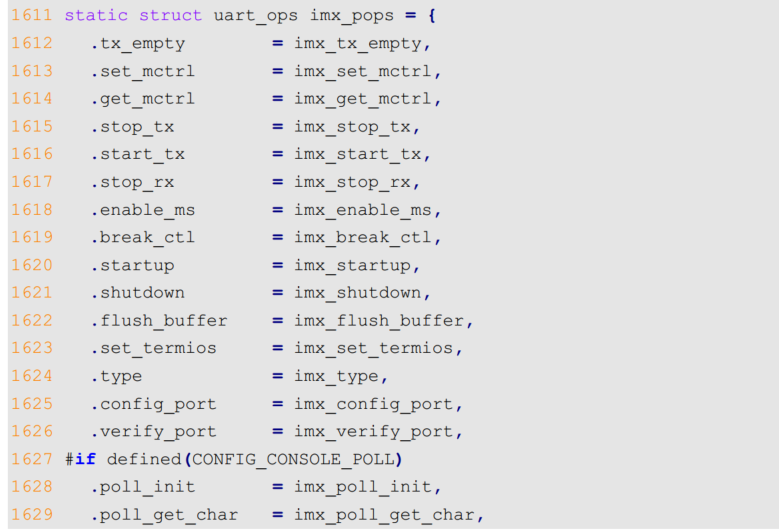 1611 static struct uart_ops imx_pops = {
1612 .tx_empty = imx_tx_empty,
1613 .set_mctrl = imx_set_mctrl,
1614 .get_mctrl = imx_get_mctrl,
1615 .stop_tx = imx_stop_tx,
1616 .start_tx = imx_start_tx,
1617 .stop_rx = imx_stop_rx,
1618 .enable_ms = imx_enable_ms,
1619 .break_ctl = imx_break_ctl,
1620 .startup = imx_startup,
1621 .shutdown = imx_shutdown,
1622 .flush_buffer = imx_flush_buffer,
1623 .set_termios = imx_set_termios,
1624 .type = imx_type,
1625 .config_port = imx_config_port,
1626 .verify_port = imx_verify_port,
1627 #if defined(CONFIG_CONSOLE_POLL)
1628 .poll_init = imx_poll_init,
1629 .poll_get_char = imx_poll_get_char,